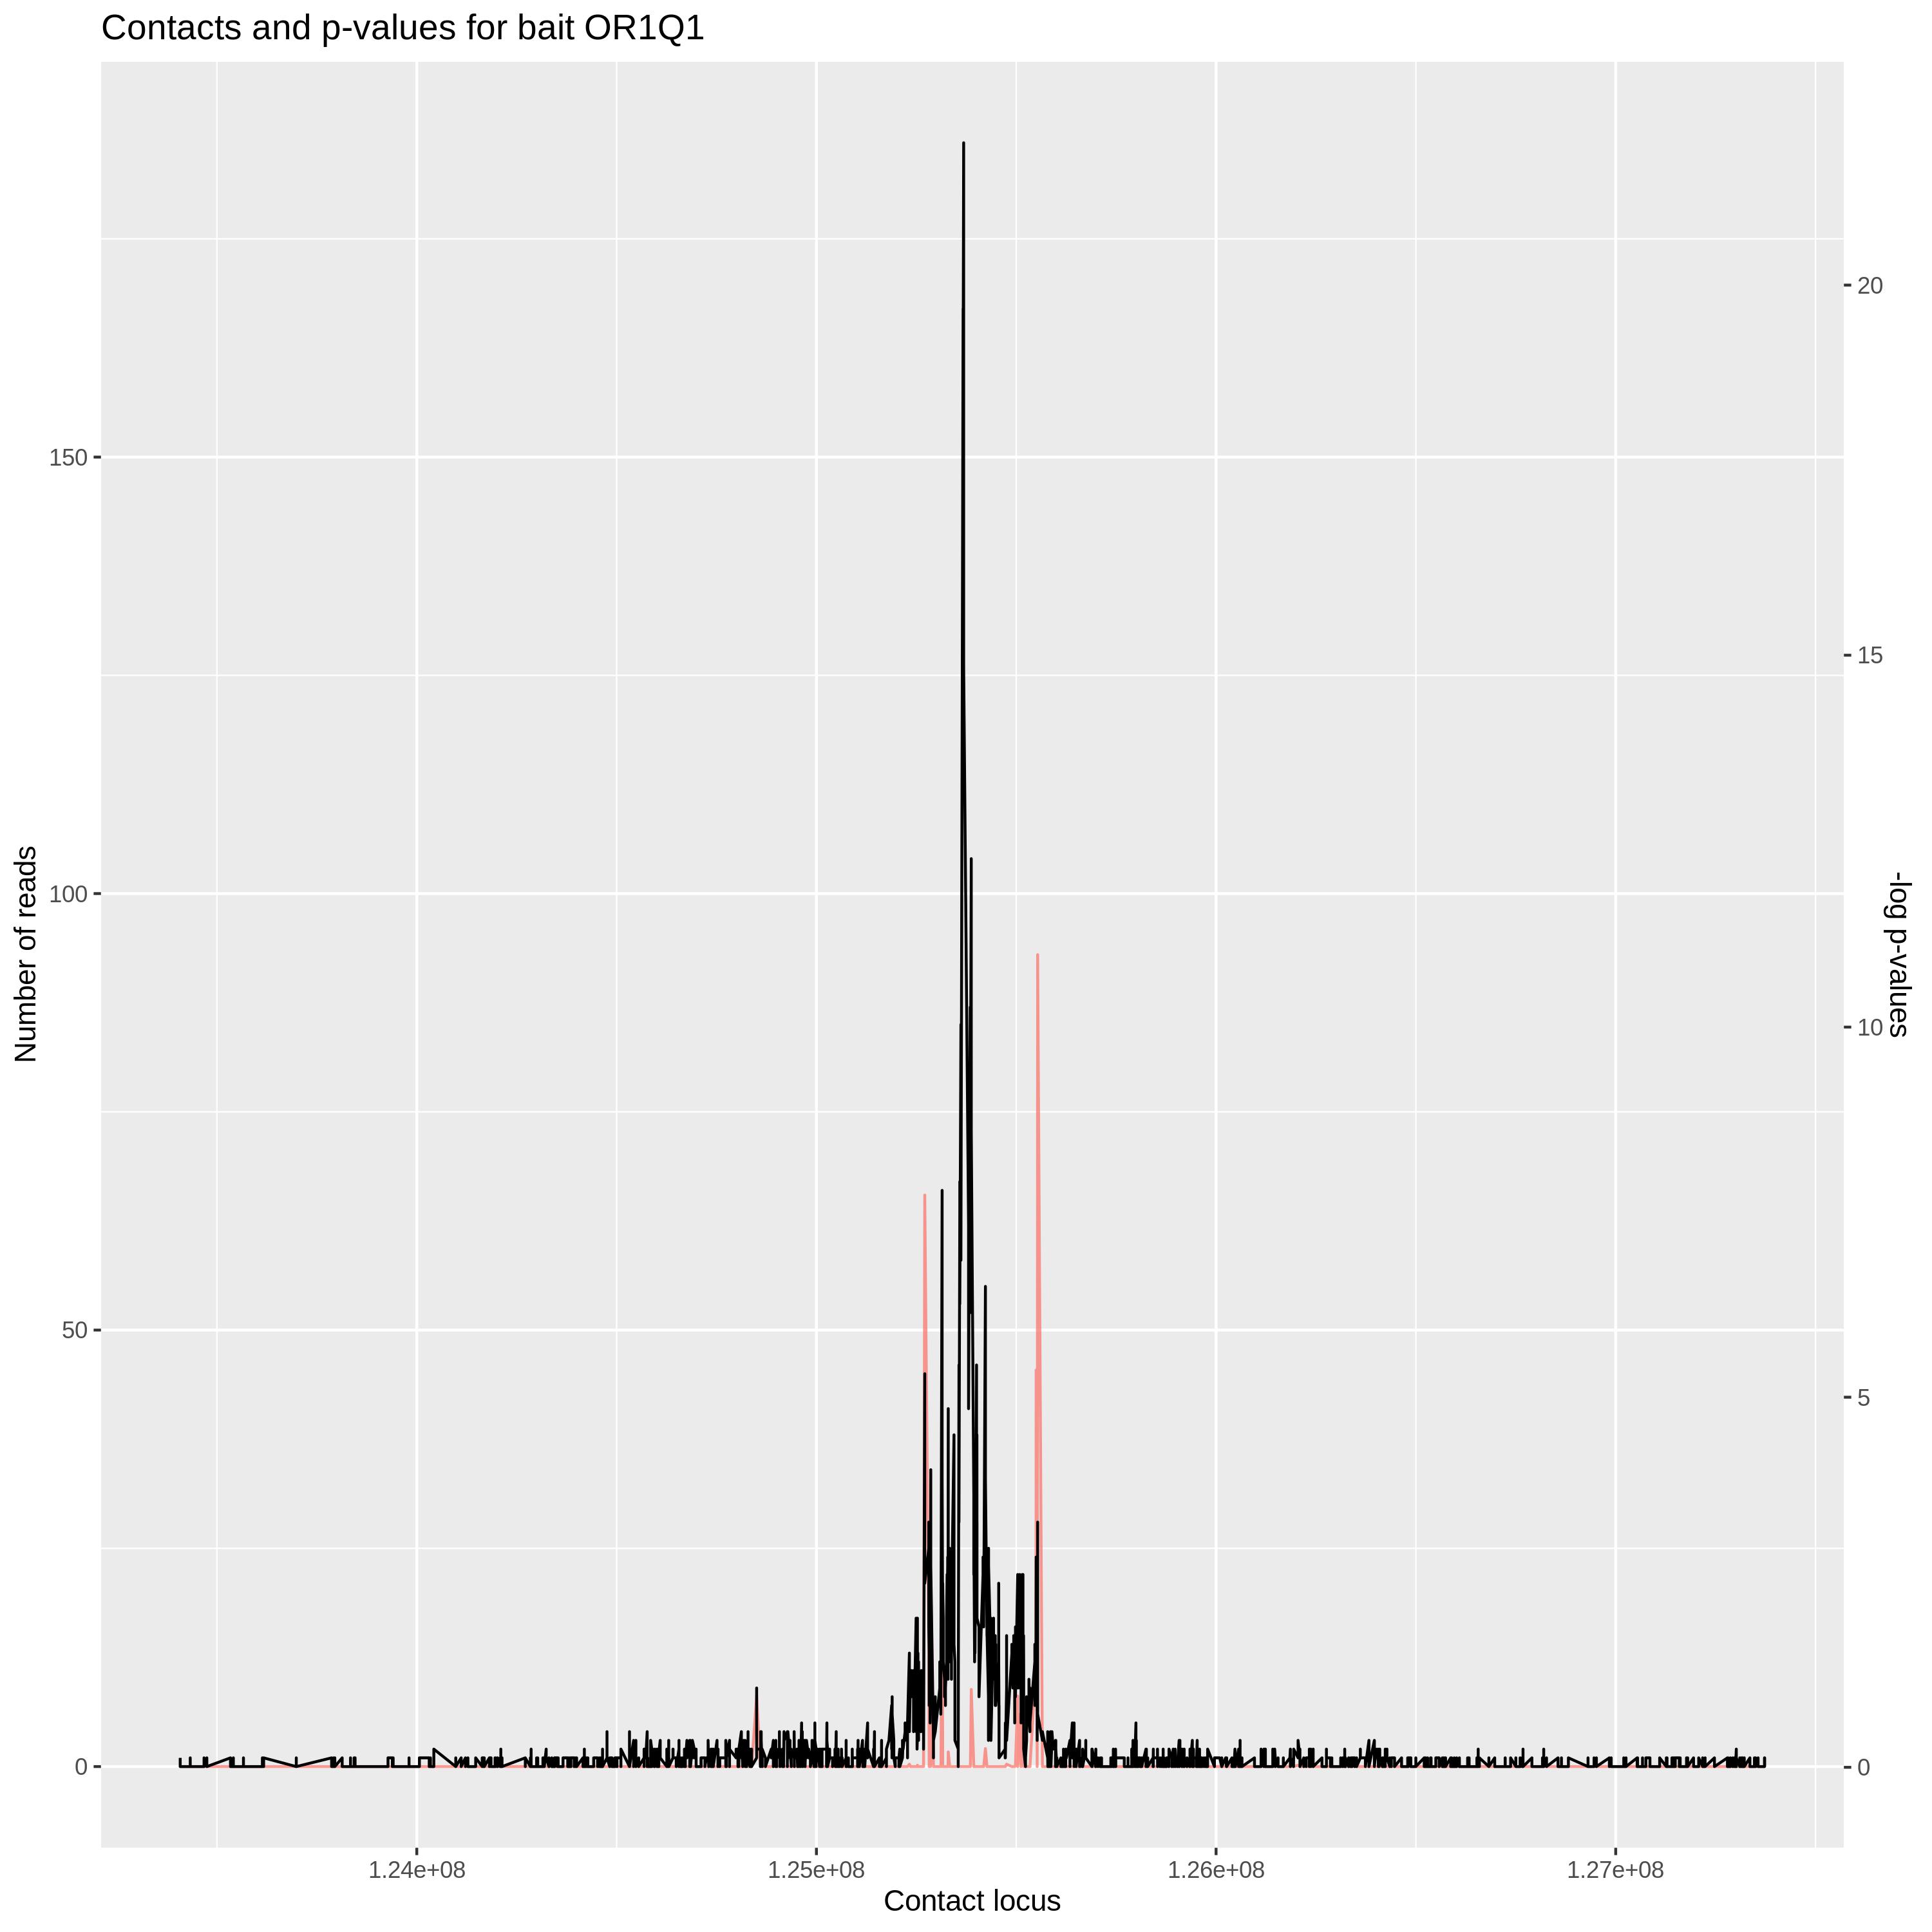 Contacts and p-values for bait OR1Q1
150
100
50
0
20
15
10
5
0
Number of reads
-log p-values
1.24e+08
1.25e+08
1.26e+08
1.27e+08
Contact locus